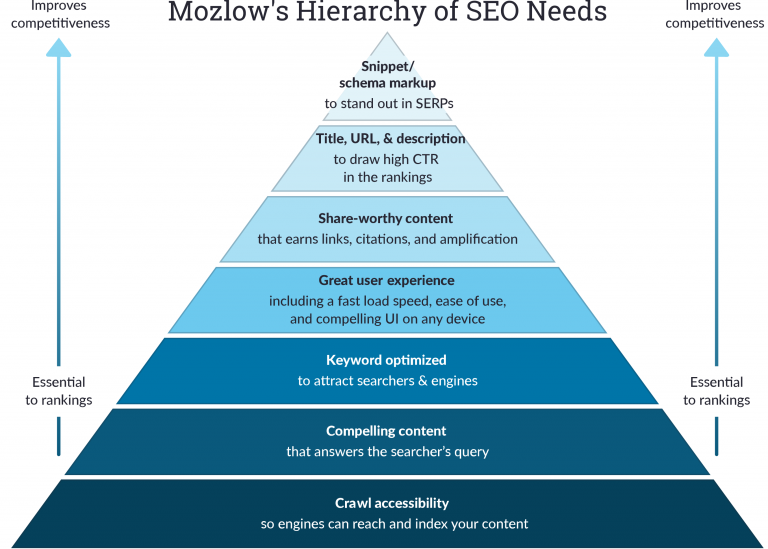 Mozlow's Hierarchy of SEO Needs
Improves
competitiveness
Improves
competitiveness
Snippet/
schema markup
to stand out in SERPs
Title, URL, & description
to draw high CTR
in the rankings
Share-worthy content
that earns links, citations, and amplification
Great user experience
including a fast load speed, ease of use,
and compelling UI on any device
Keyword optimized
to attract searchers & engines
Essential
to rankings
Essential
to rankings
Compelling content
that answers the searcher's query
Crawl accessibility
so engines can reach and index your content